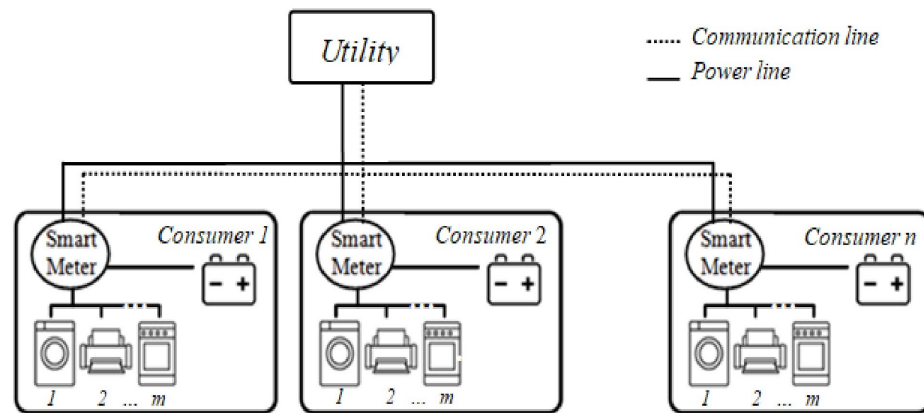 Utility
Communication line
Power line
Smart
Meter
Consumer 1
− +
1 2 ... m
Smart
Meter
Consumer 2
− +
1 2 ... m
Smart
Meter
Consumer n
− +
1 2 ... m